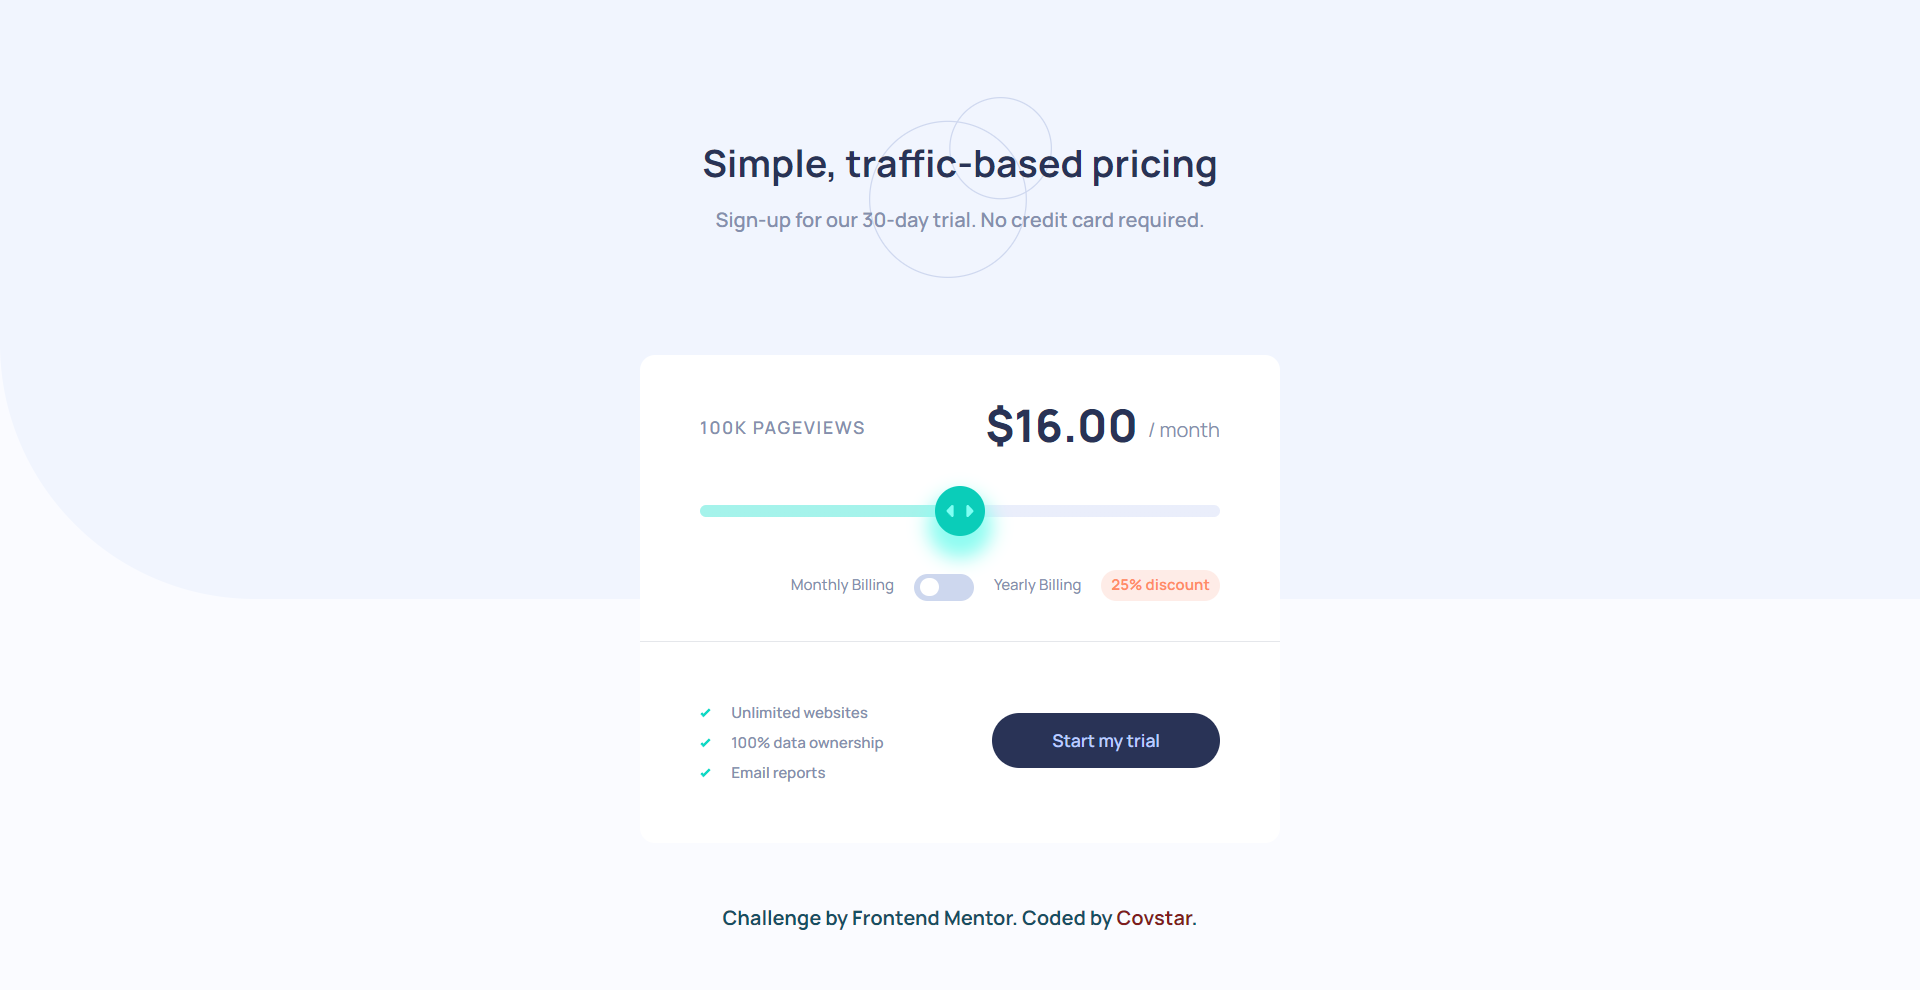 Simple, traffic-based pricing
Sign-up for our 30-day trial. No credit card required.
100K PAGEVIEWS
$16.00 / month
Monthly Billing
Yearly Billing
25% discount
Unlimited websites
100% data ownership
Email reports
Start my trial
Challenge by Frontend Mentor. Coded by Covstar.